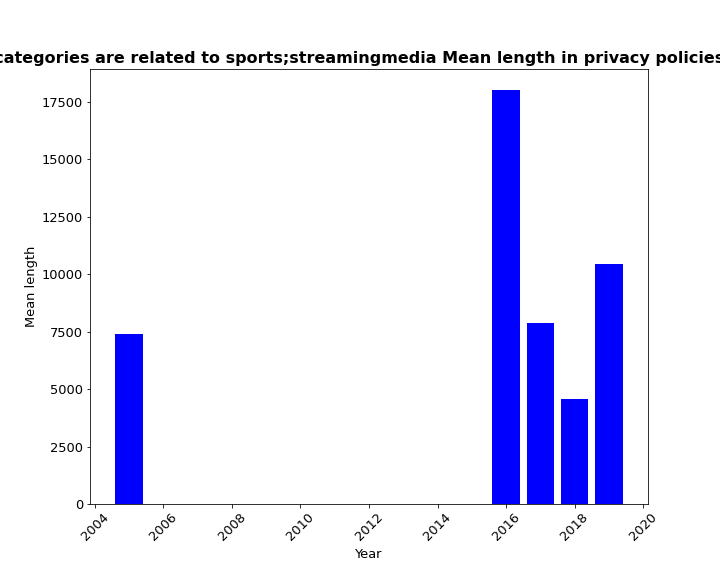 categories are related to sports;streamingmedia Mean length in privacy policies
17500
15000
12500
10000
7500
5000
2500
0
Mean length
2004 2006 2008 2010 2012 2014 2016 2018 2020
Year